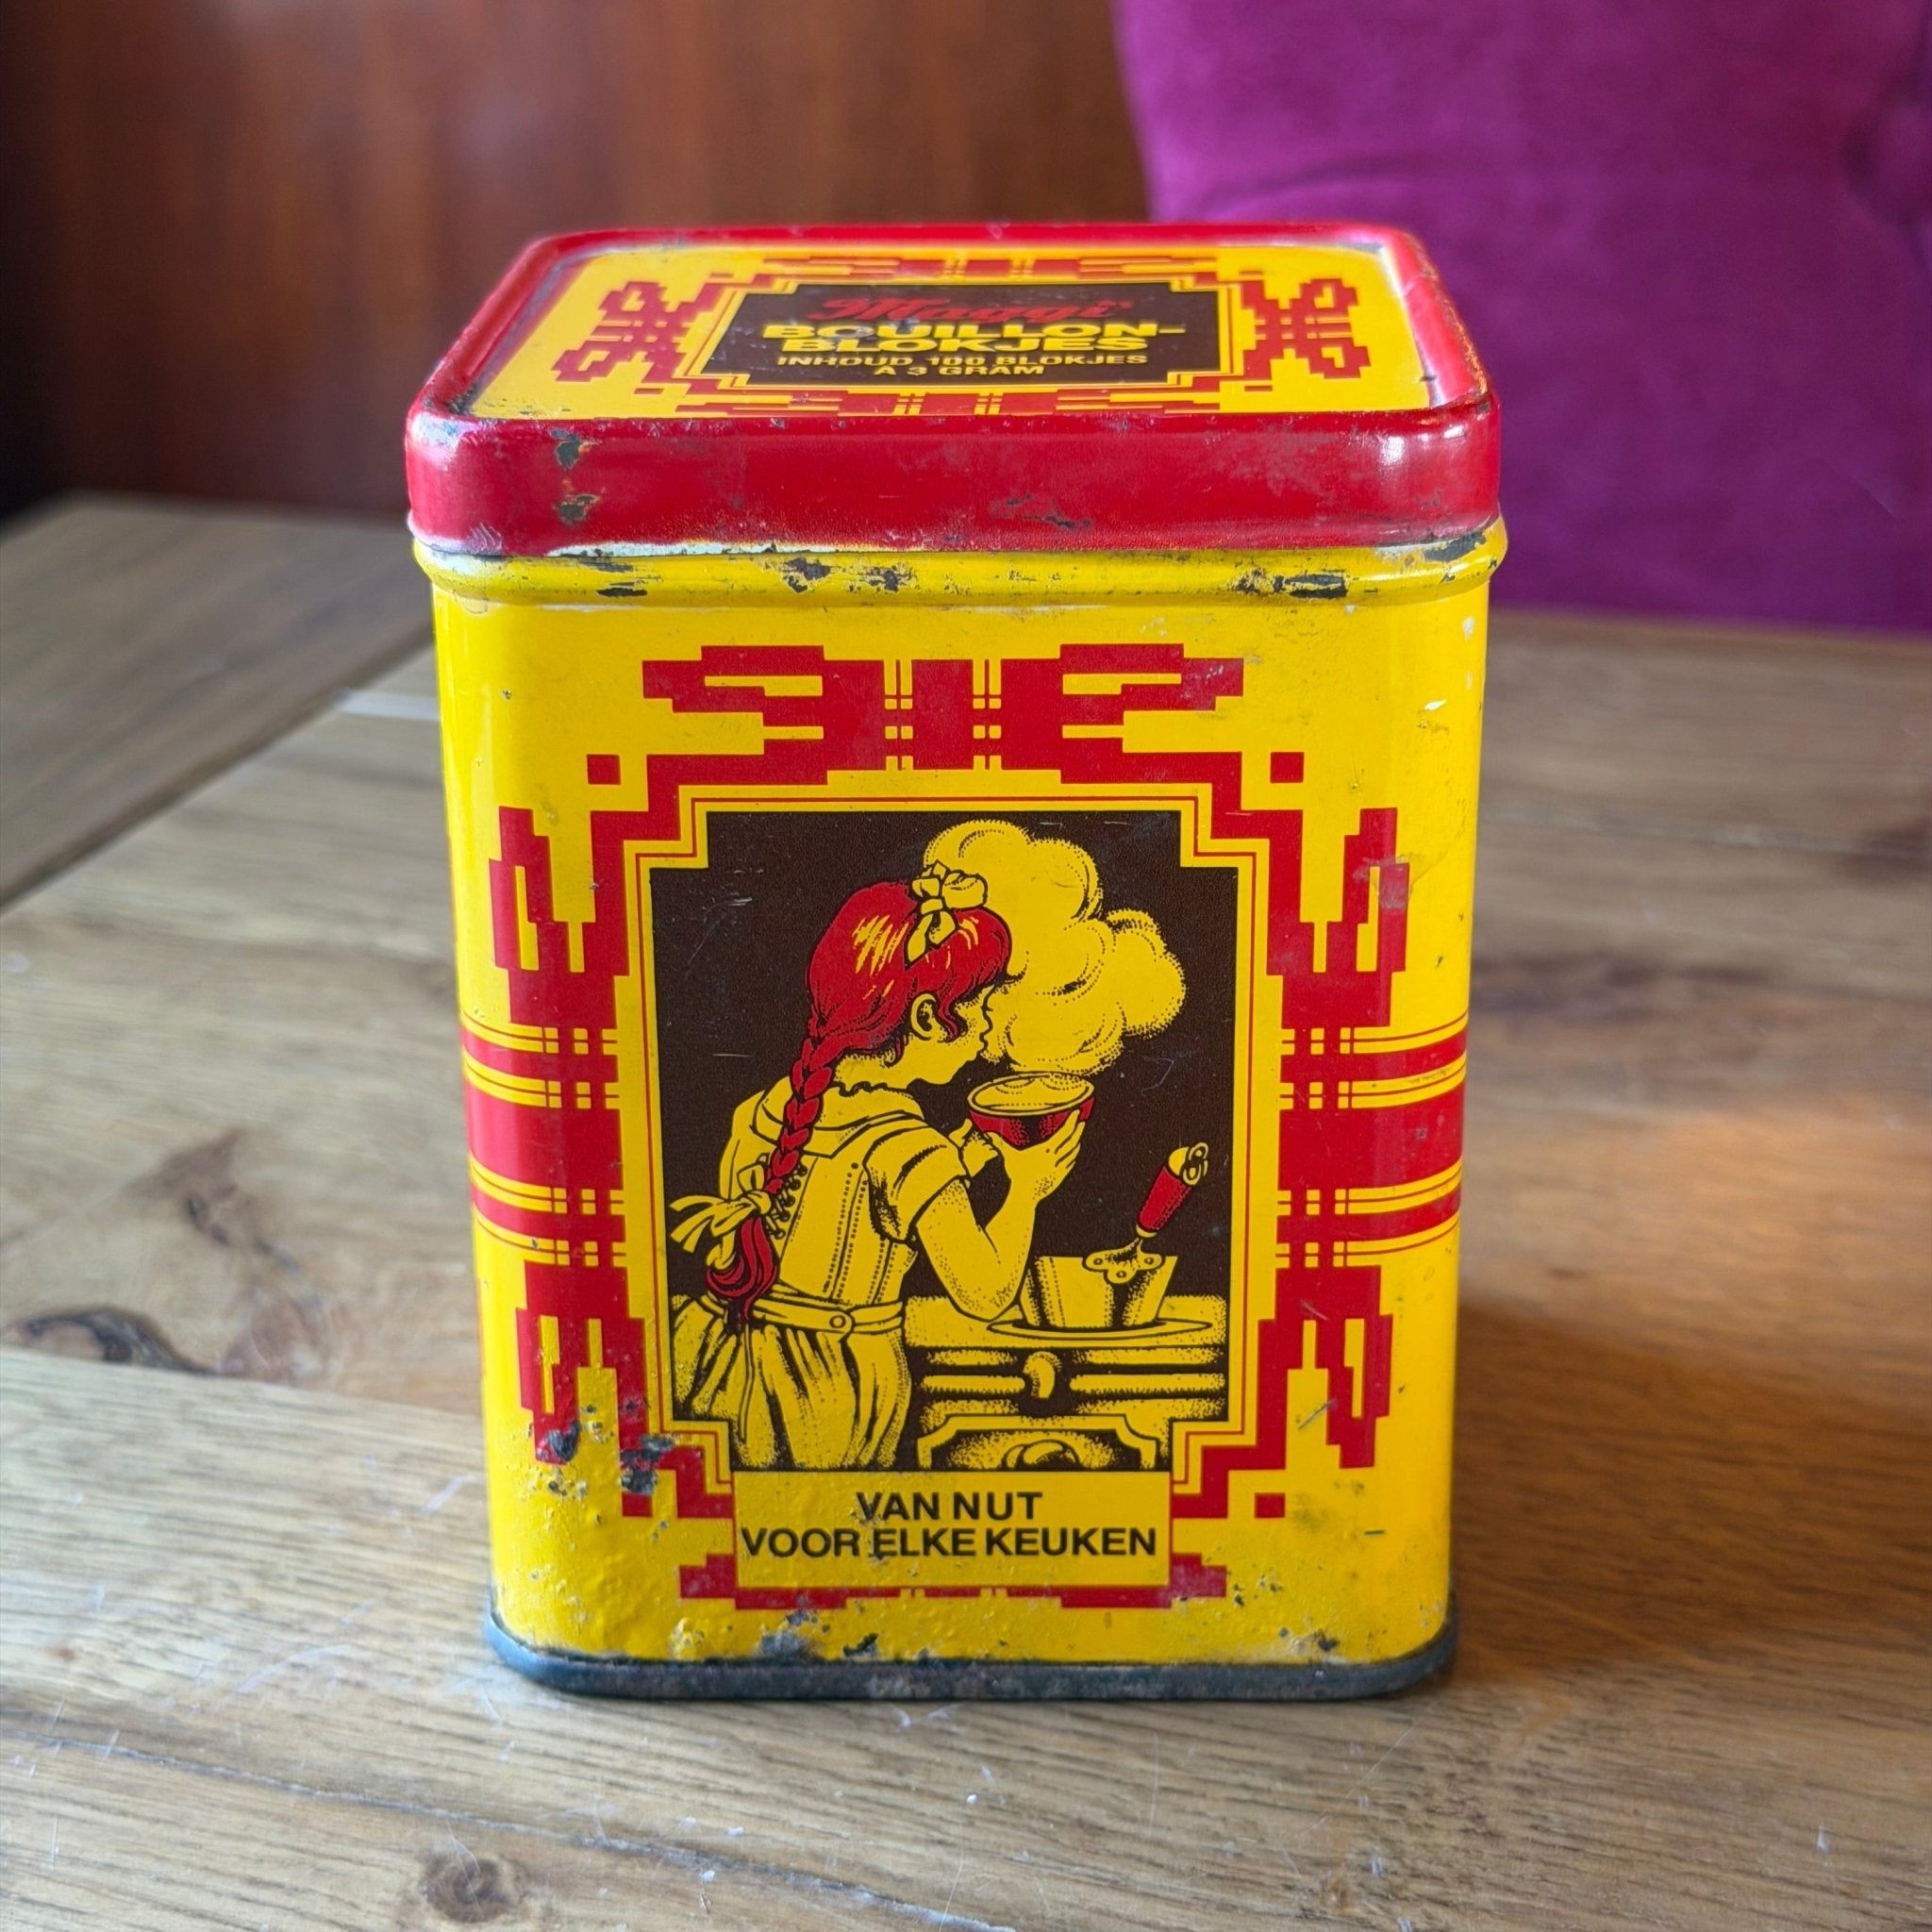 Maggi
BOUILLON-
BLOKJES
INHOUD 100 BLOKJES
A 3 GRAM
VAN NUT
VOOR ELKE KEUKEN